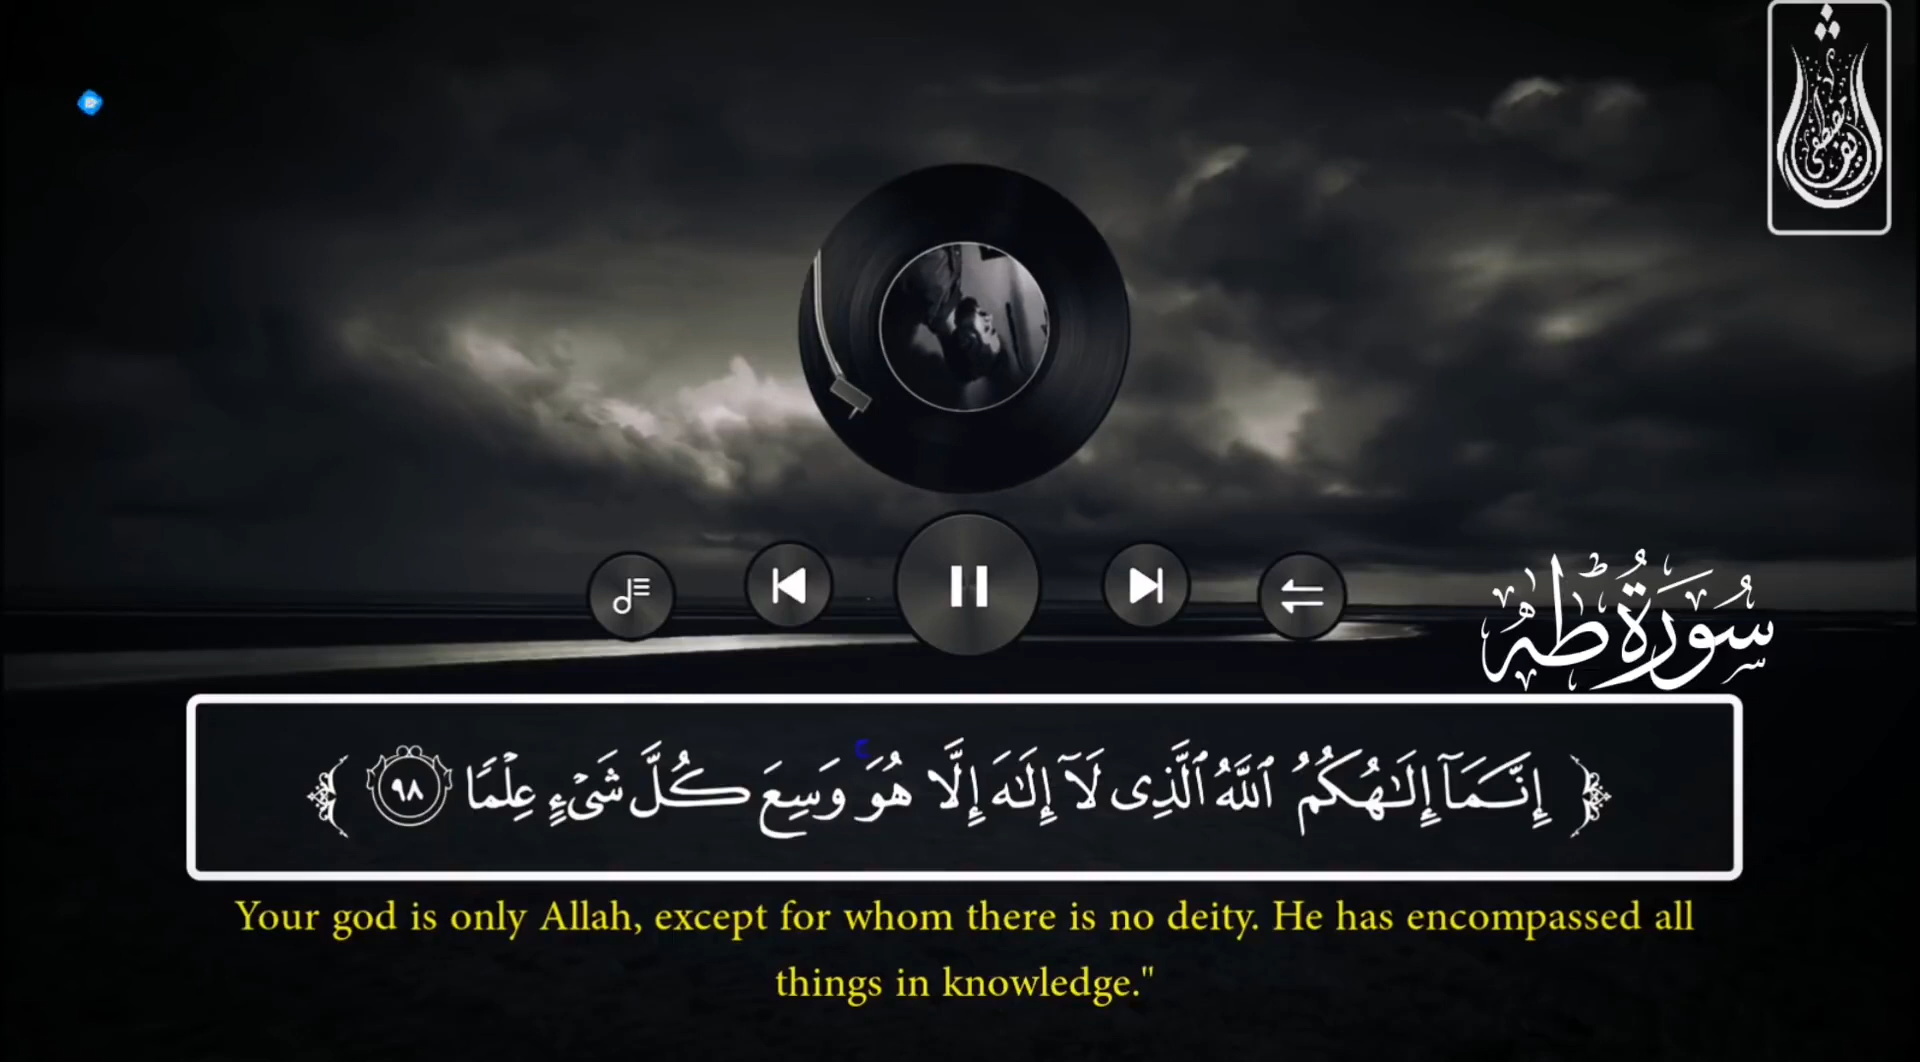 سُورَةُ طه
إِنَّمَآ إِلَٰهُكُمُ ٱللَّهُ ٱلَّذِى لَآ إِلَٰهَ إِلَّا هُوَ وَسِعَ كُلَّ شَىْءٍ عِلْمًا ٩٨
Your god is only Allah, except for whom there is no deity. He has encompassed all
things in knowledge."